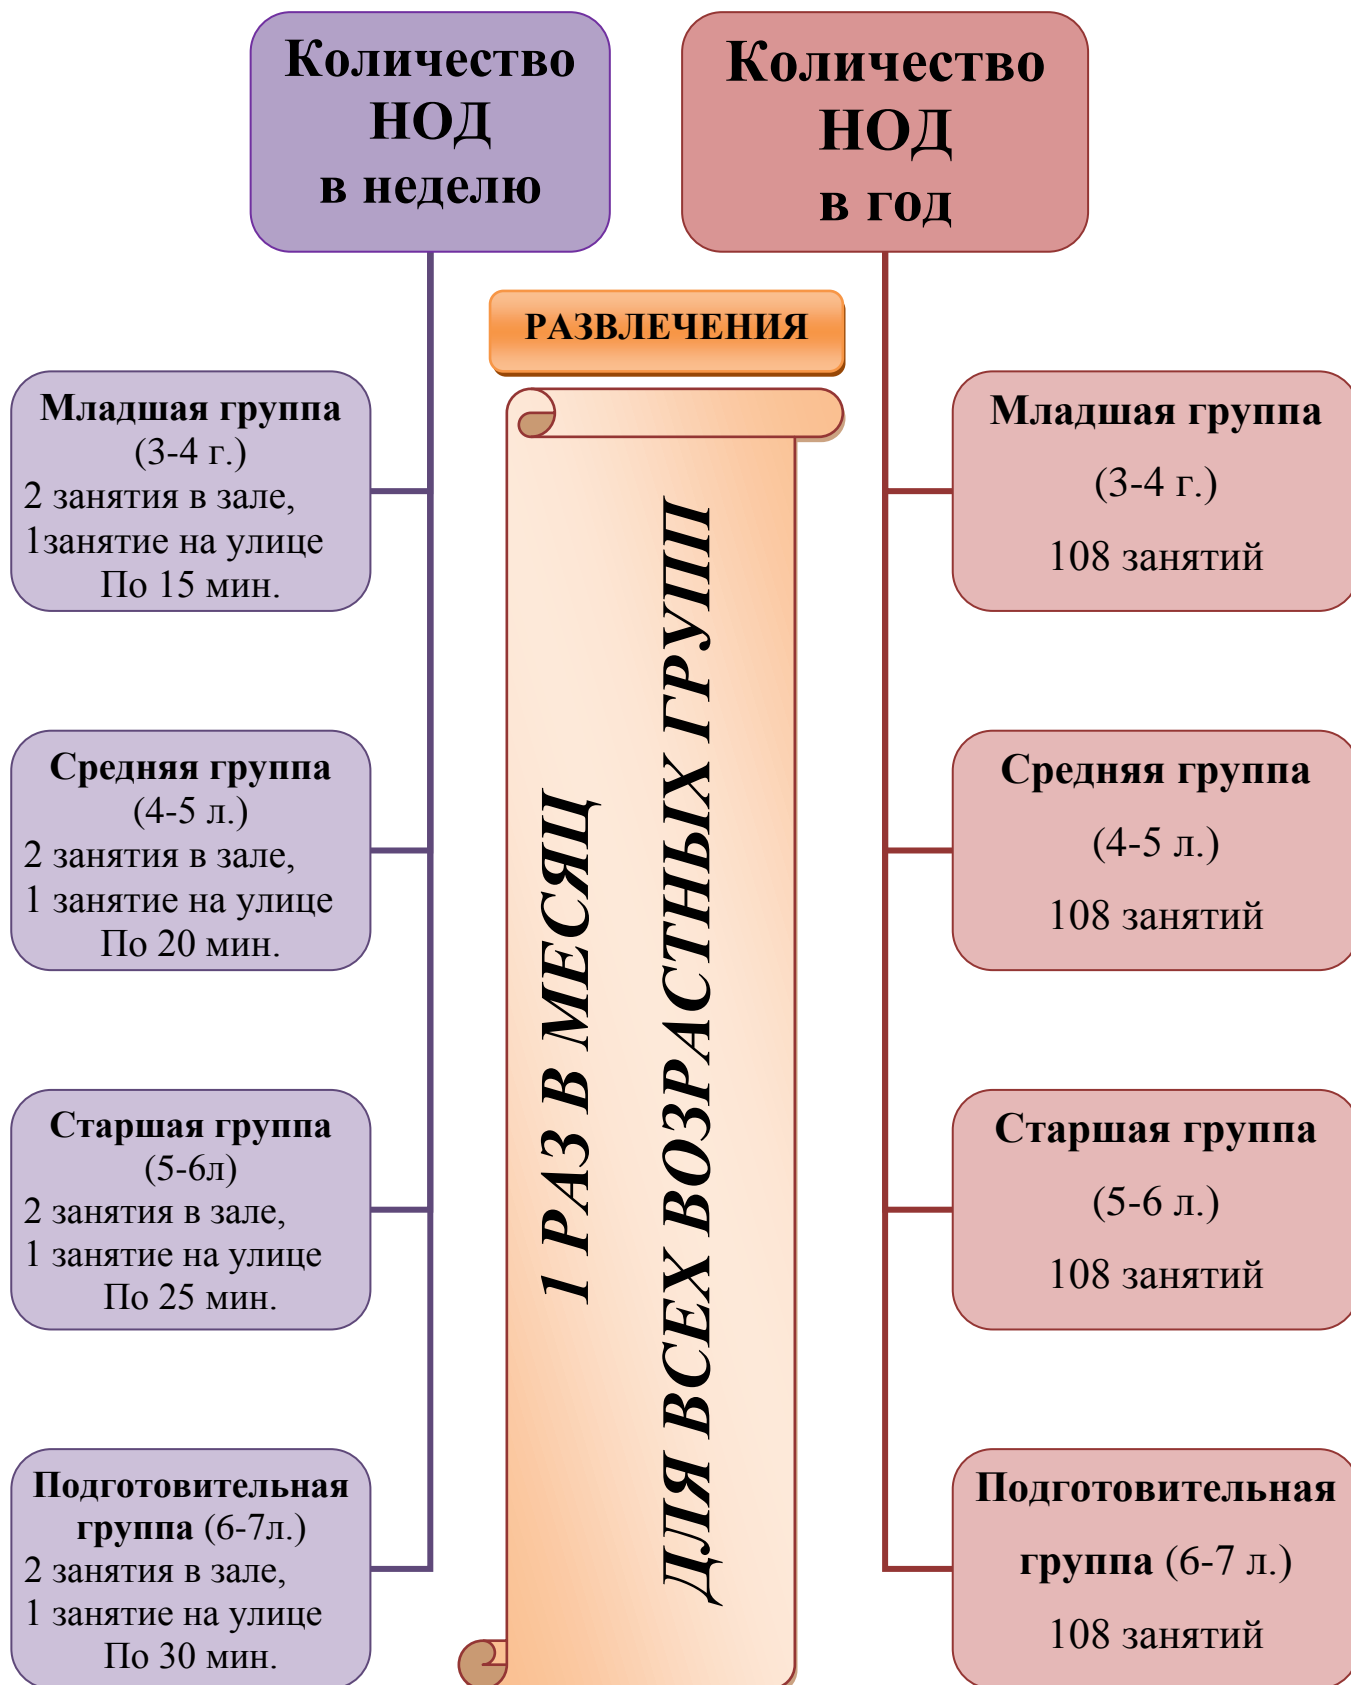 Количество
НОД
в неделю
Количество
НОД
в год
РАЗВЛЕЧЕНИЯ
Младшая группа
(3-4 г.)
2 занятия в зале,
1занятие на улице
По 15 мин.
Средняя группа
(4-5 л.)
2 занятия в зале,
1 занятие на улице
По 20 мин.
Старшая группа
(5-6л)
2 занятия в зале,
1 занятие на улице
По 25 мин.
Подготовительная
группа (6-7л.)
2 занятия в зале,
1 занятие на улице
По 30 мин.
1 РАЗ В МЕСЯЦ
ДЛЯ ВСЕХ ВОЗРАСТНЫХ ГРУПП
Младшая группа
(3-4 г.)
108 занятий
Средняя группа
(4-5 л.)
108 занятий
Старшая группа
(5-6 л.)
108 занятий
Подготовительная
группа (6-7 л.)
108 занятий